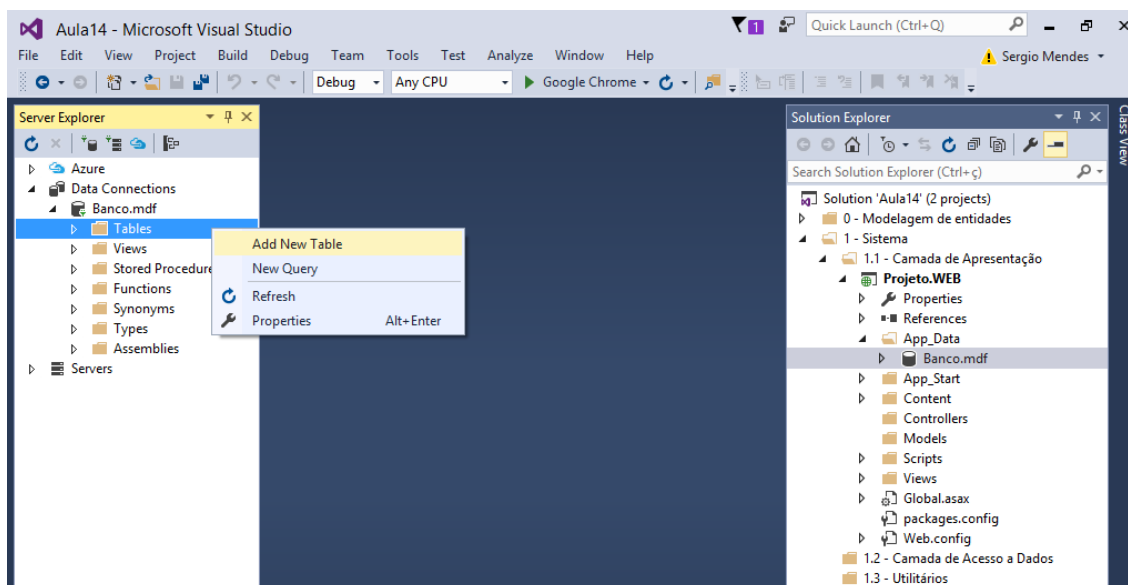 Aula14 - Microsoft Visual Studio
1
Quick Launch (Ctrl+Q)
File Edit View Project Build Debug Team Tools Test Analyze Window Help
Sergio Mendes
Debug Any CPU Google Chrome
Server Explorer
Azure
Data Connections
Banco.mdf
Tables
Views
Stored Procedure
Functions
Synonyms
Types
Assemblies
Servers
Add New Table
New Query
Refresh
Properties Alt+Enter
Solution Explorer
Search Solution Explorer (Ctrl+ç)
Solution 'Aula14' (2 projects)
0 - Modelagem de entidades
1 - Sistema
1.1 - Camada de Apresentação
Projeto.WEB
Properties
References
App_Data
Banco.mdf
App_Start
Content
Controllers
Models
Scripts
Views
Global.asax
packages.config
Web.config
1.2 - Camada de Acesso a Dados
1.3 - Utilitários
Class View